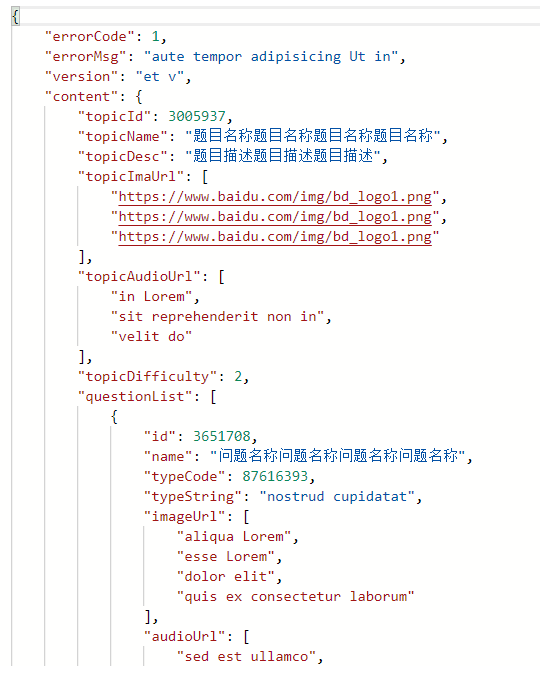 {
"errorCode": 1,
"errorMsg": "aute tempor adipisicing Ut in",
"version": "et v",
"content": {
"topicId": 3005937,
"topicName": "题目名称题目名称题目名称题目名称",
"topicDesc": "题目描述题目描述题目描述",
"topicImaUrl": [
"https://www.baidu.com/img/bd_logo1.png",
"https://www.baidu.com/img/bd_logo1.png",
"https://www.baidu.com/img/bd_logo1.png"
],
"topicAudioUrl": [
"in Lorem",
"sit reprehenderit non in",
"velit do"
],
"topicDifficulty": 2,
"questionList": [
{
"id": 3651708,
"name": "问题名称问题名称问题名称问题名称",
"typeCode": 87616393,
"typeString": "nostrud cupidatat",
"imageUrl": [
"aliqua Lorem",
"esse Lorem",
"dolor elit",
"quis ex consectetur laborum"
],
"audioUrl": [
"sed est ullamco",